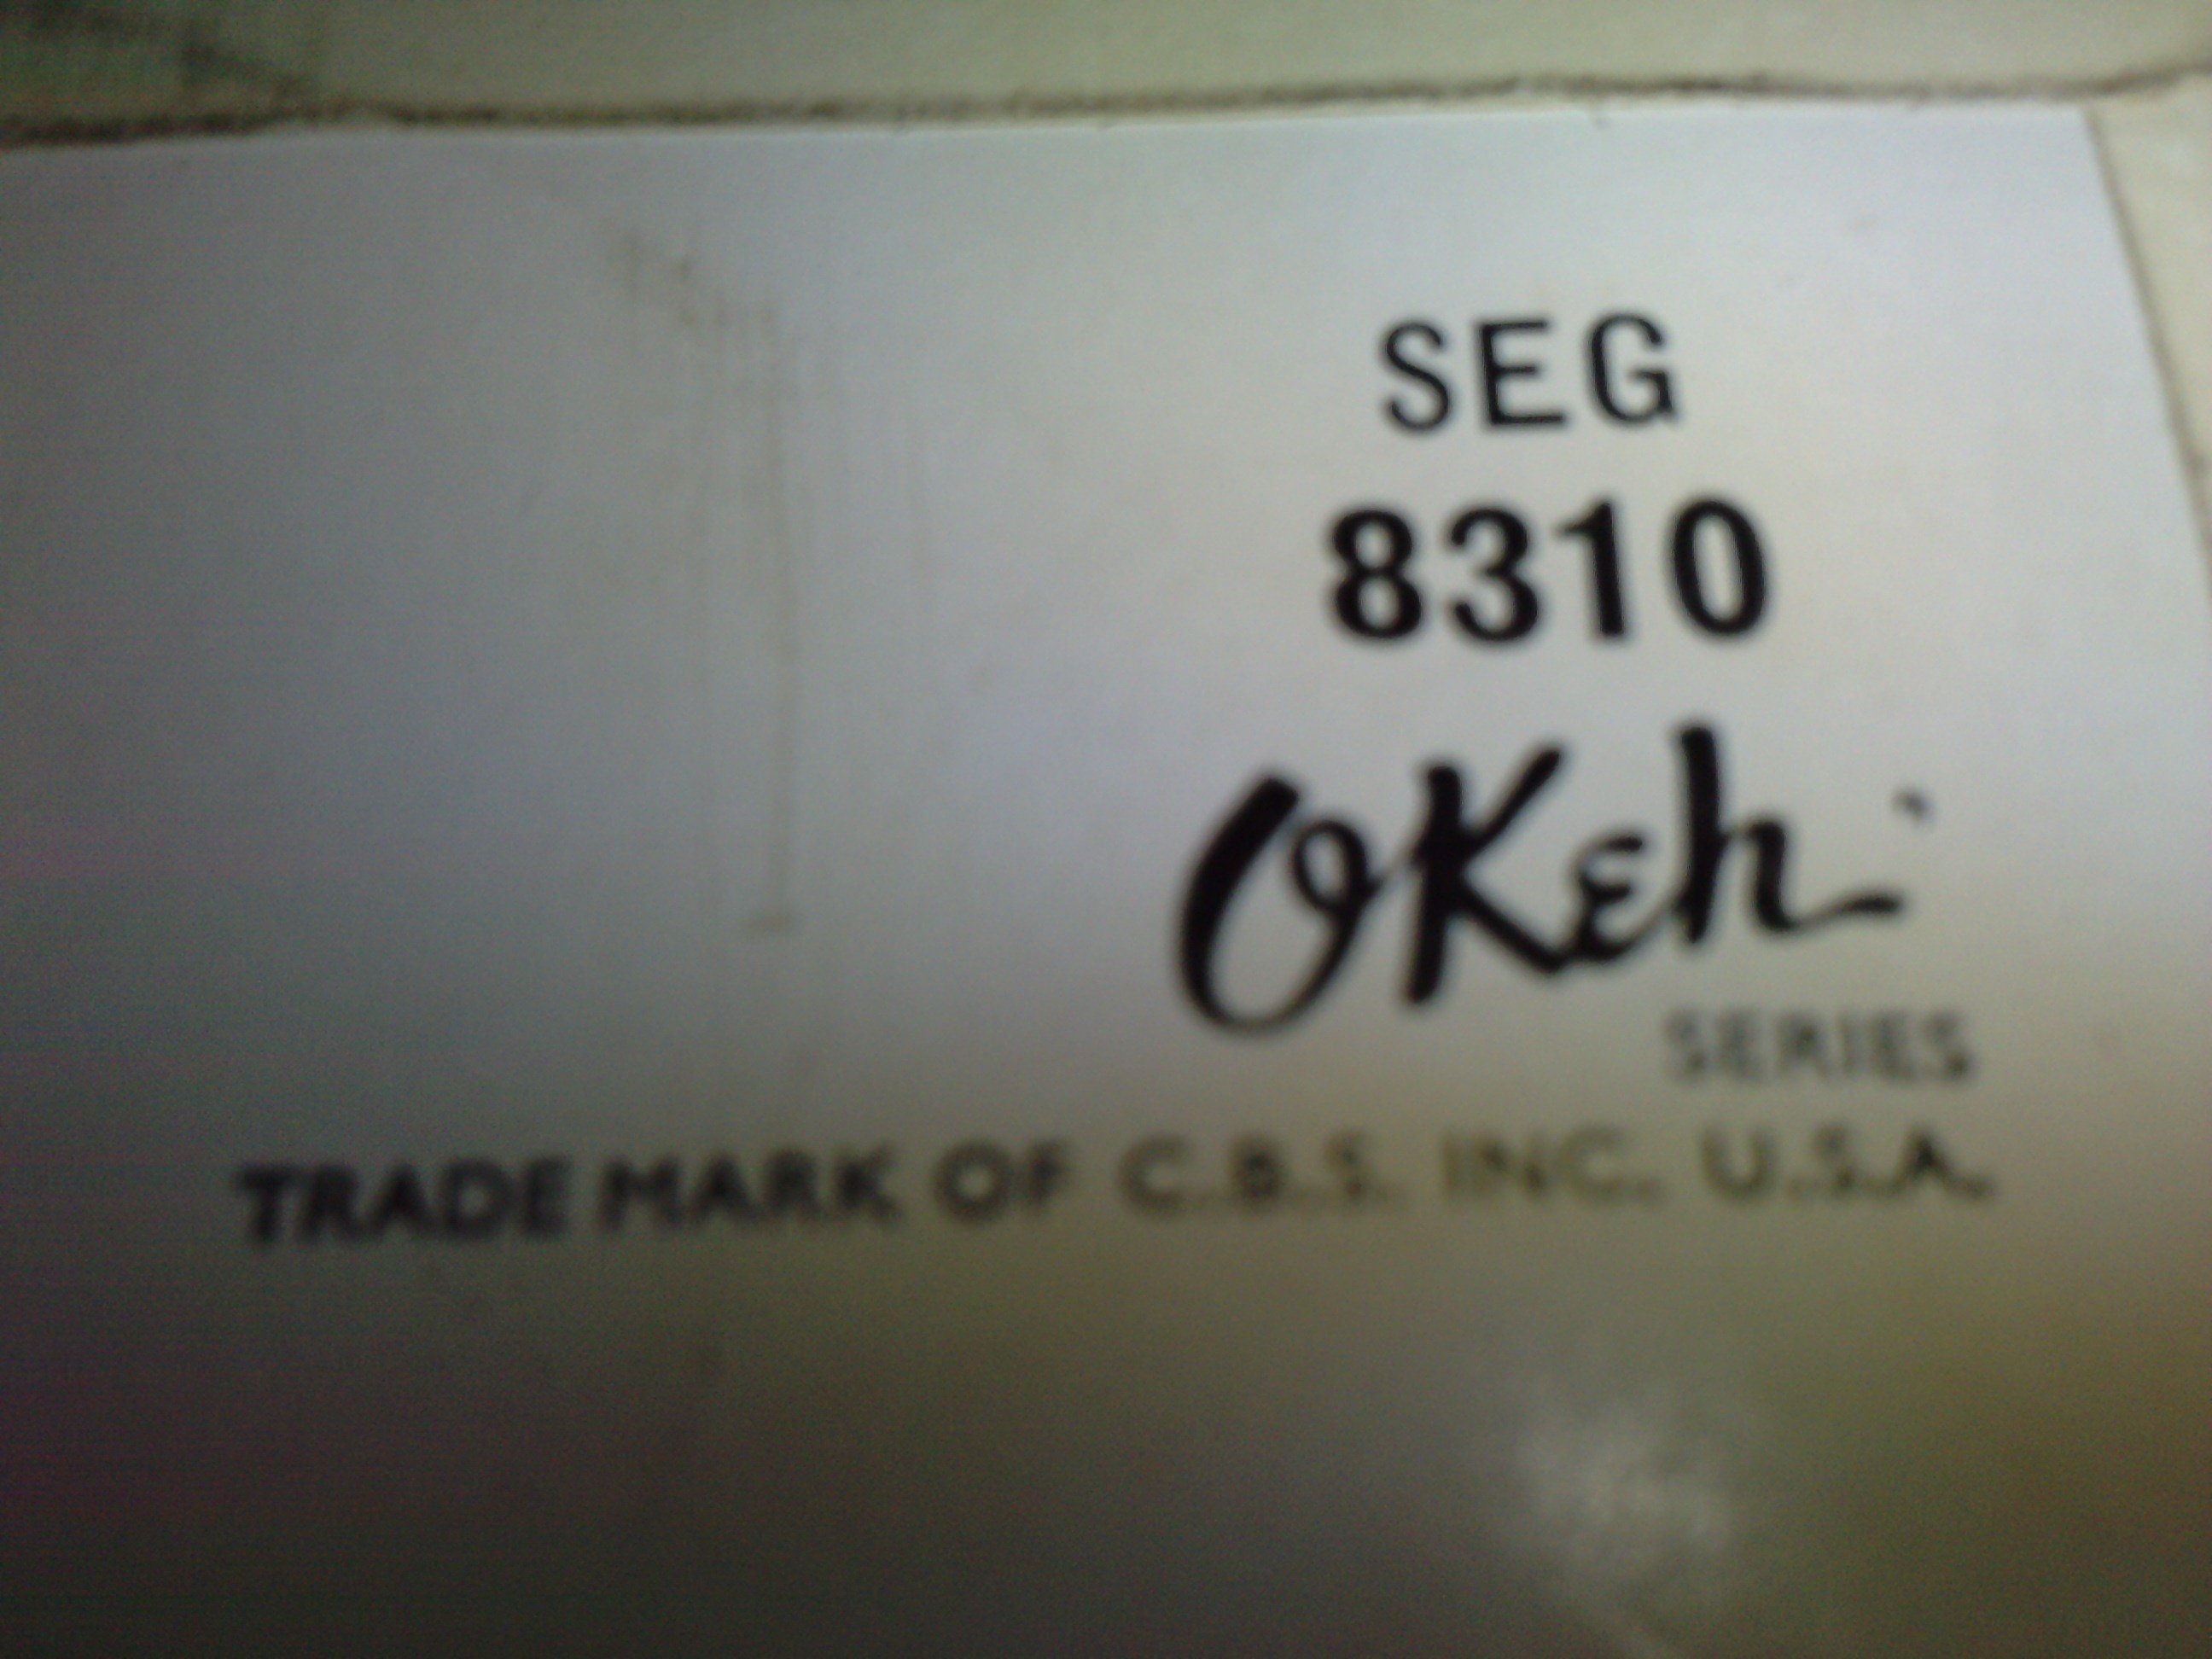 SEG
8310
OKeh
SERIES
TRADE MARK OF C.B.S. INC. U.S.A.